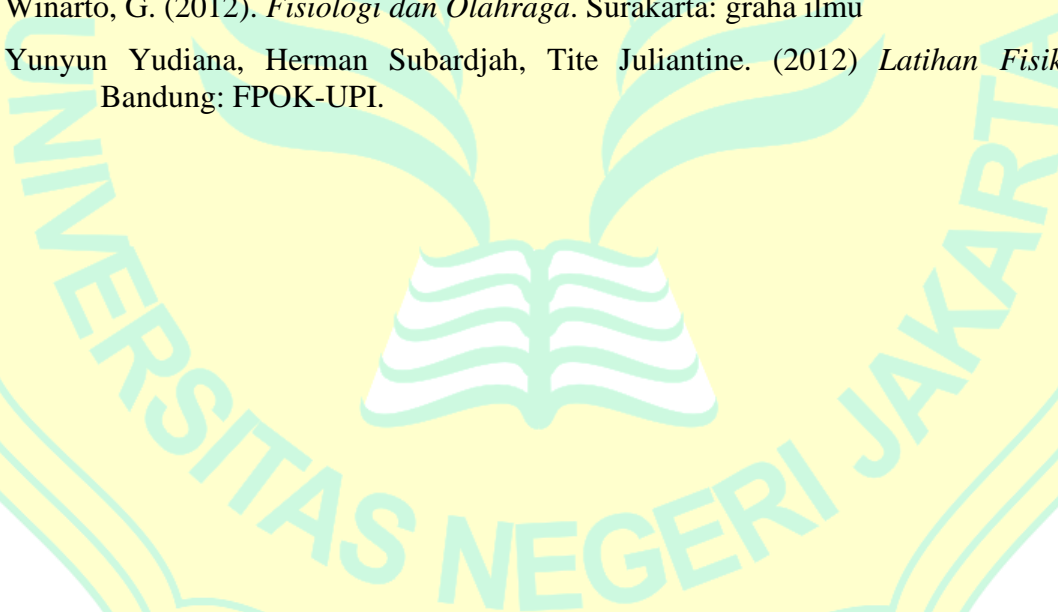 Winarto, G. (2012). Fisiologi dan Olahraga. Surakarta: graha ilmu
Yunyun Yudiana, Herman Subardjah, Tite Juliantine. (2012) Latihan Fisik
Bandung: FPOK-UPI.
UNIVERSITAS NEGERI JAKARTA